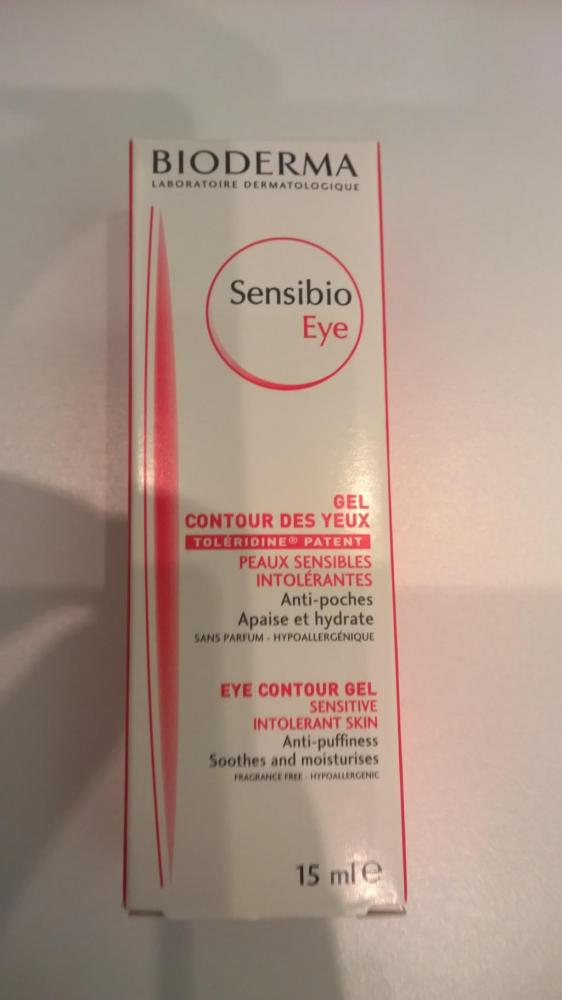 BIODERMA
LABORATOIRE DERMATOLOGIQUE
Sensibio
Eye
GEL
CONTOUR DES YEUX
TOLÉRIDINE® PATENT
PEAUX SENSIBLES
INTOLÉRANTES
Anti-poches
Apaise et hydrate
SANS PARFUM - HYPOALLERGÉNIQUE
EYE CONTOUR GEL
SENSITIVE
INTOLERANT SKIN
Anti-puffiness
Soothes and moisturises
FRAGRANCE FREE - HYPOALLERGENIC
15 ml ℮